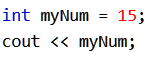 int myNum = 15;
cout << myNum;